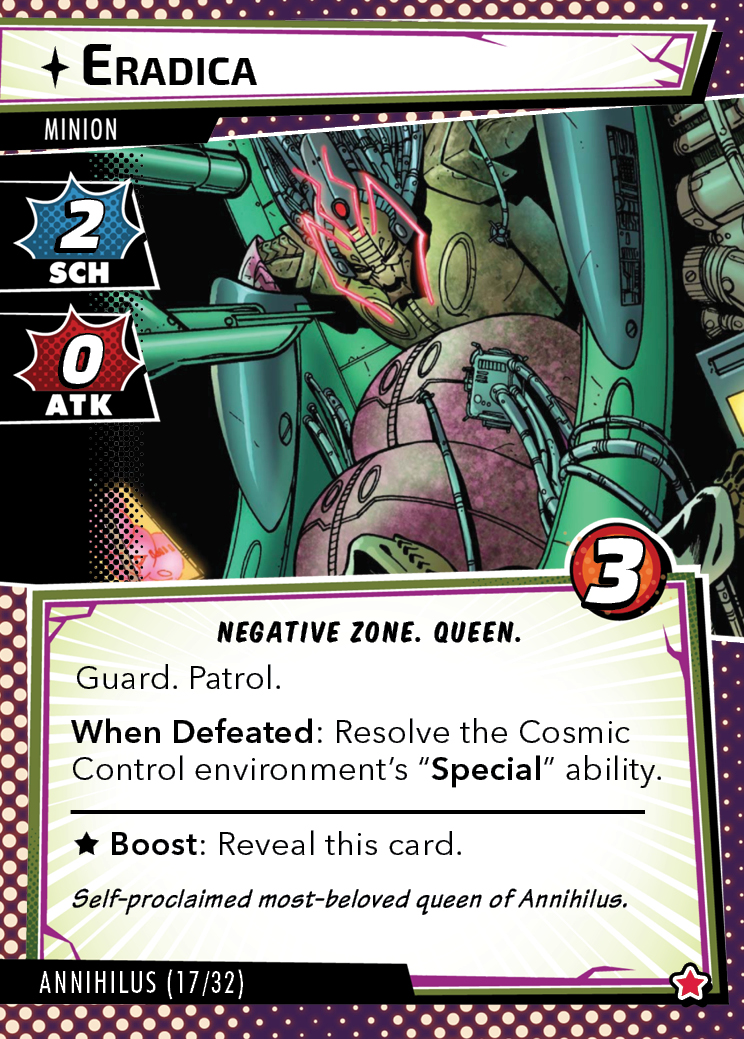 ERADICA
MINION
2
SCH
0
ATK
3
NEGATIVE ZONE. QUEEN.
Guard. Patrol.
When Defeated: Resolve the Cosmic
Control environment's “Special” ability.
★ Boost: Reveal this card.
Self-proclaimed most-beloved queen of Annihilus.
ANNIHILUS (17/32)